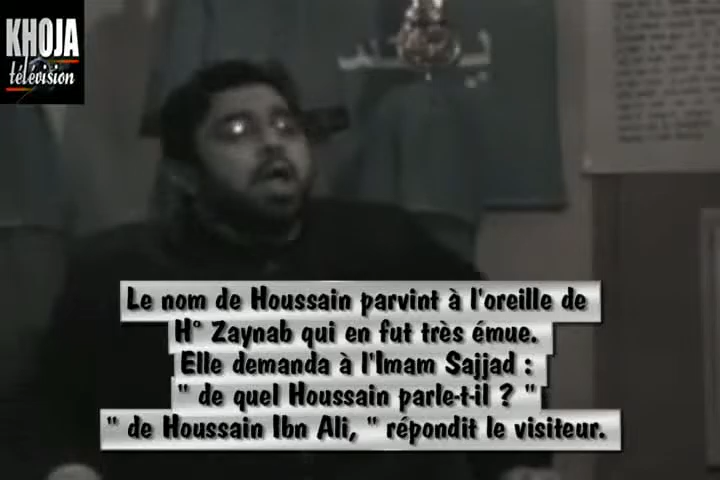 KHOJA
télévision
Le nom de Houssain parvint à l'oreille de
H° Zaynab qui en fut très émue.
Elle demanda à l'Imam Sajjad :
" de quel Houssain parle-t-il ? "
" de Houssain Ibn Ali, " répondit le visiteur.